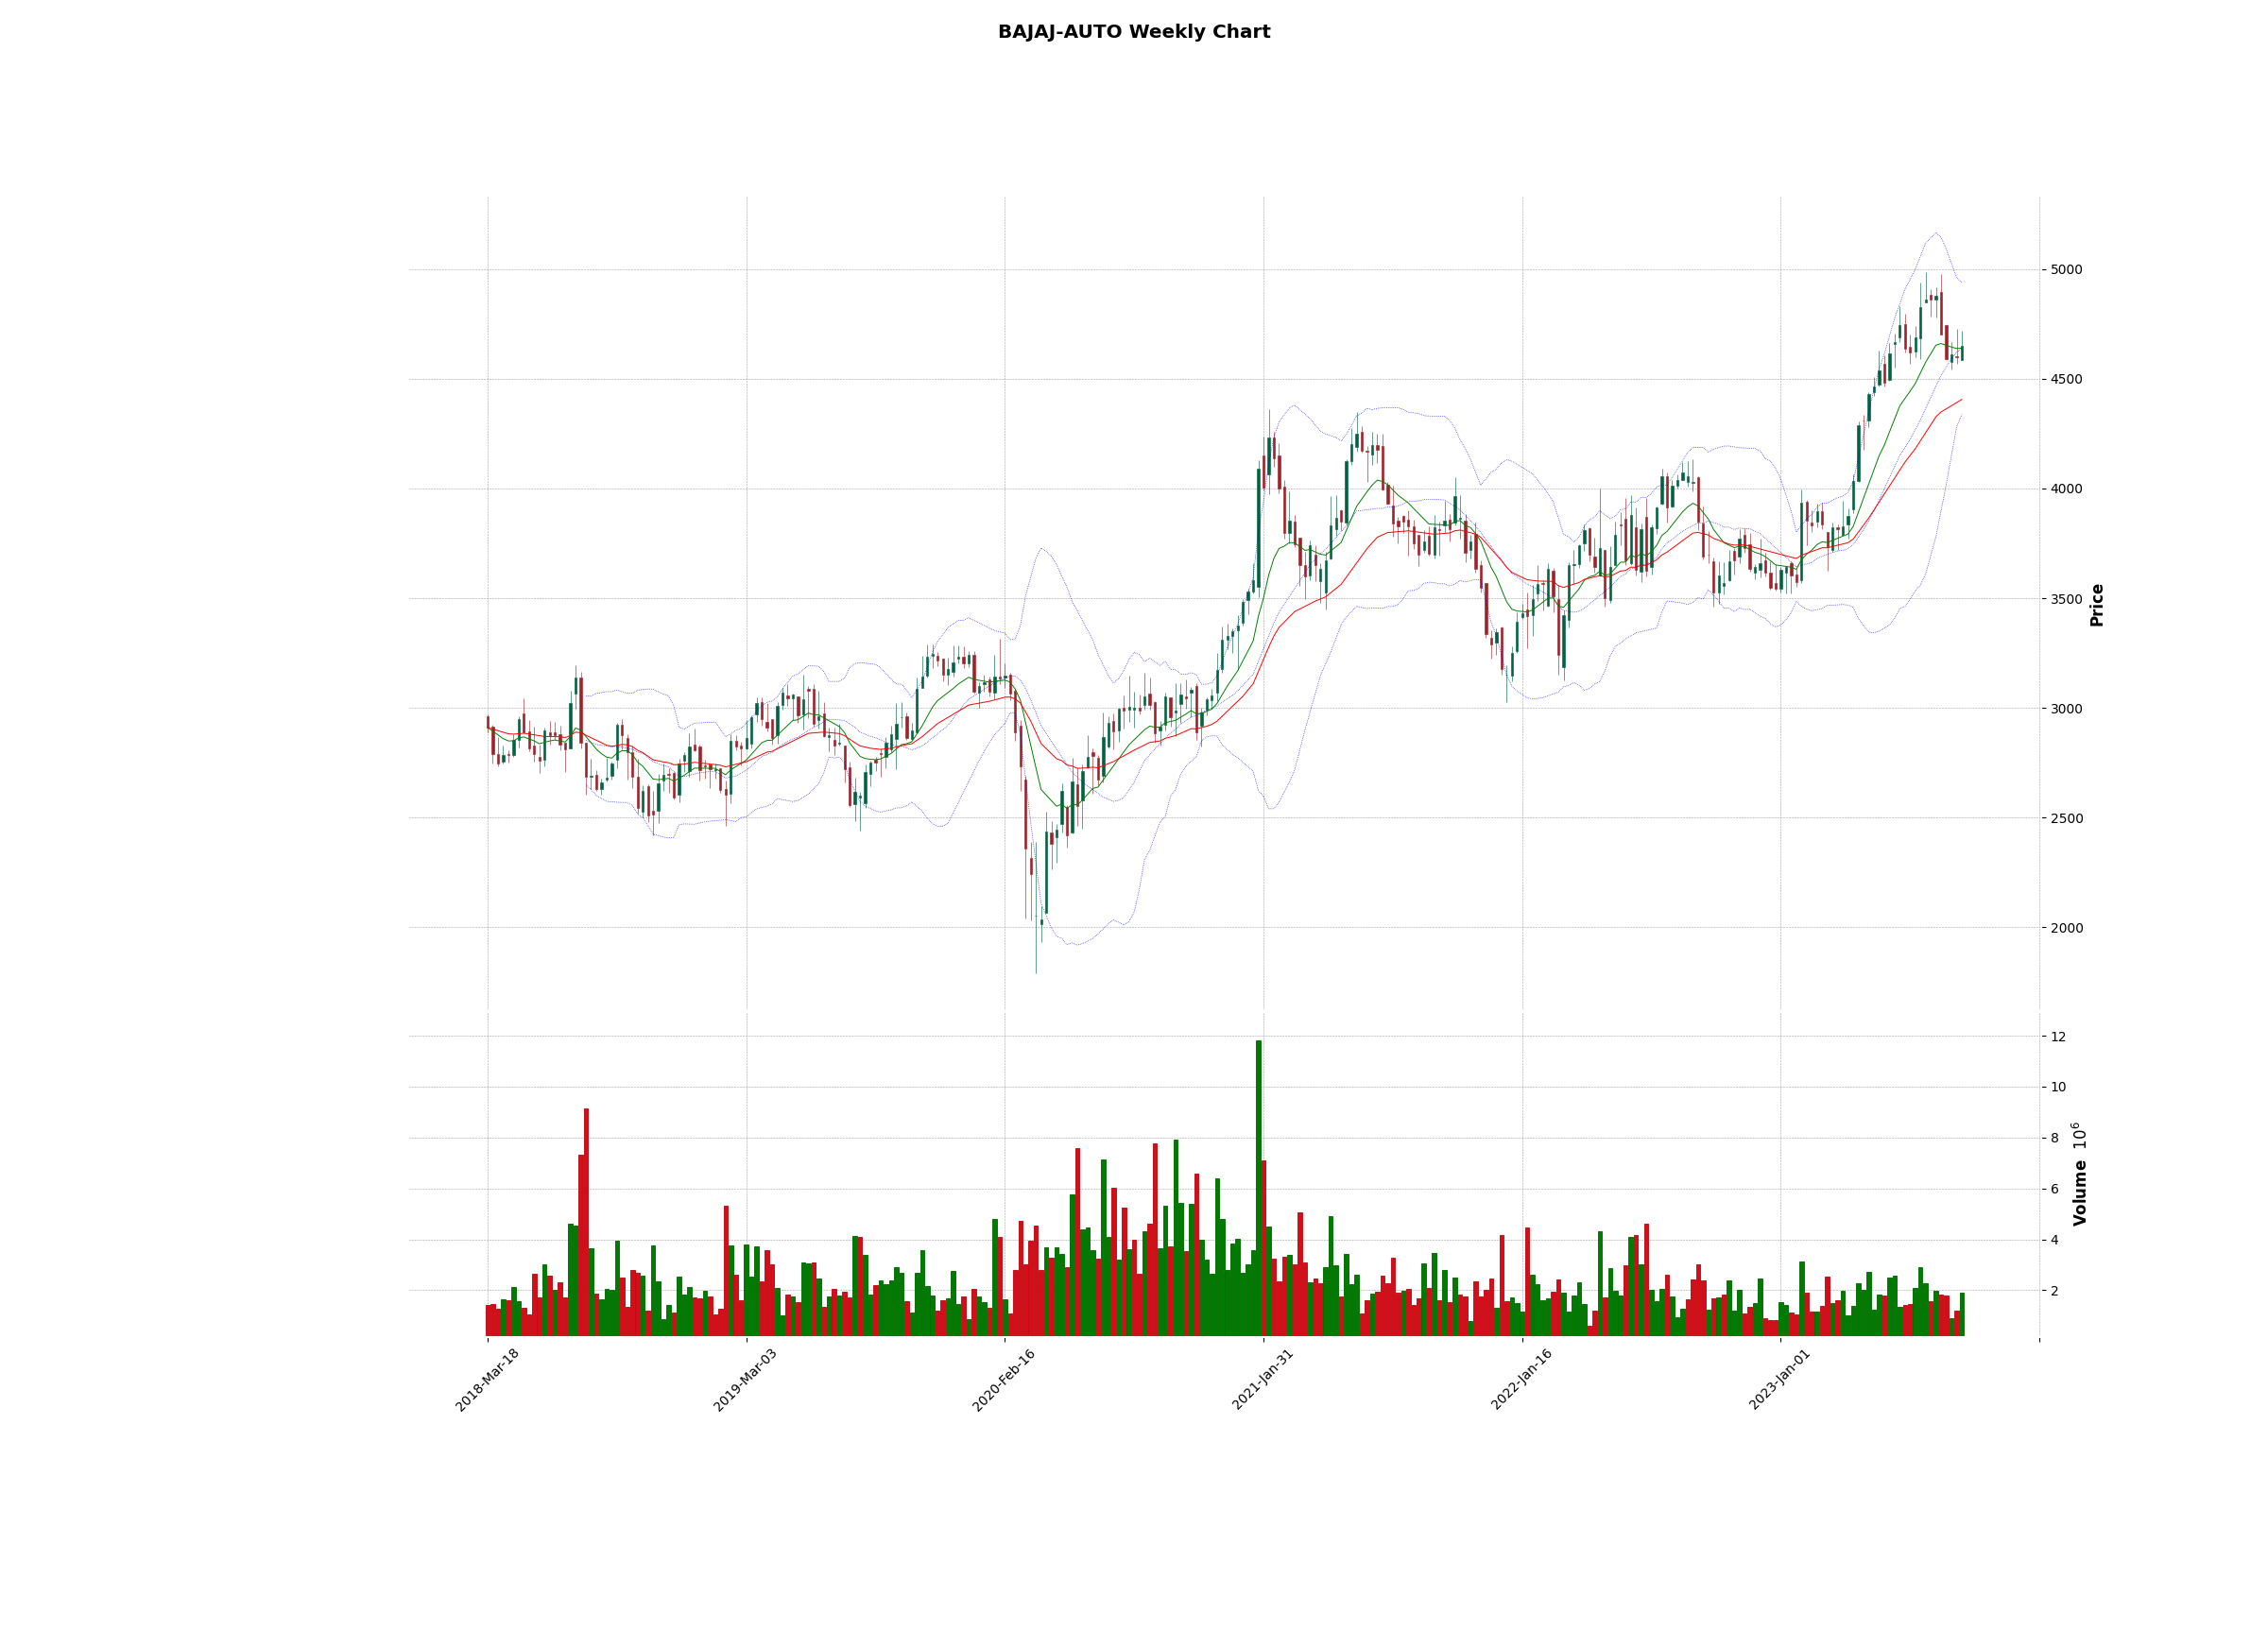 BAJAJ-AUTO Weekly Chart
5000
4500
4000
3500
3000
2500
2000
Price
12
10
8
6
4
2
Volume 10^6
2018-Mar-18
2019-Mar-03
2020-Feb-16
2021-Jan-31
2022-Jan-16
2023-Jan-01